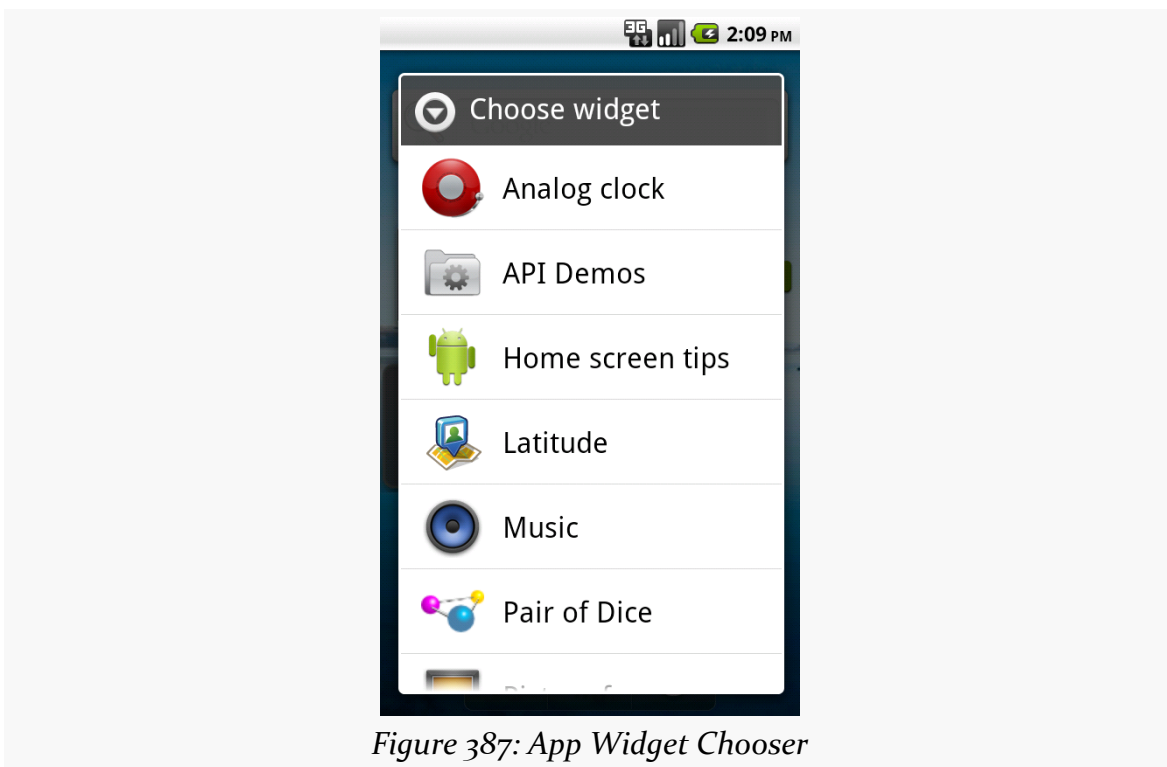 3G
2:09 PM
Choose widget
Analog clock
API Demos
Home screen tips
Latitude
Music
Pair of Dice
Figure 387: App Widget Chooser